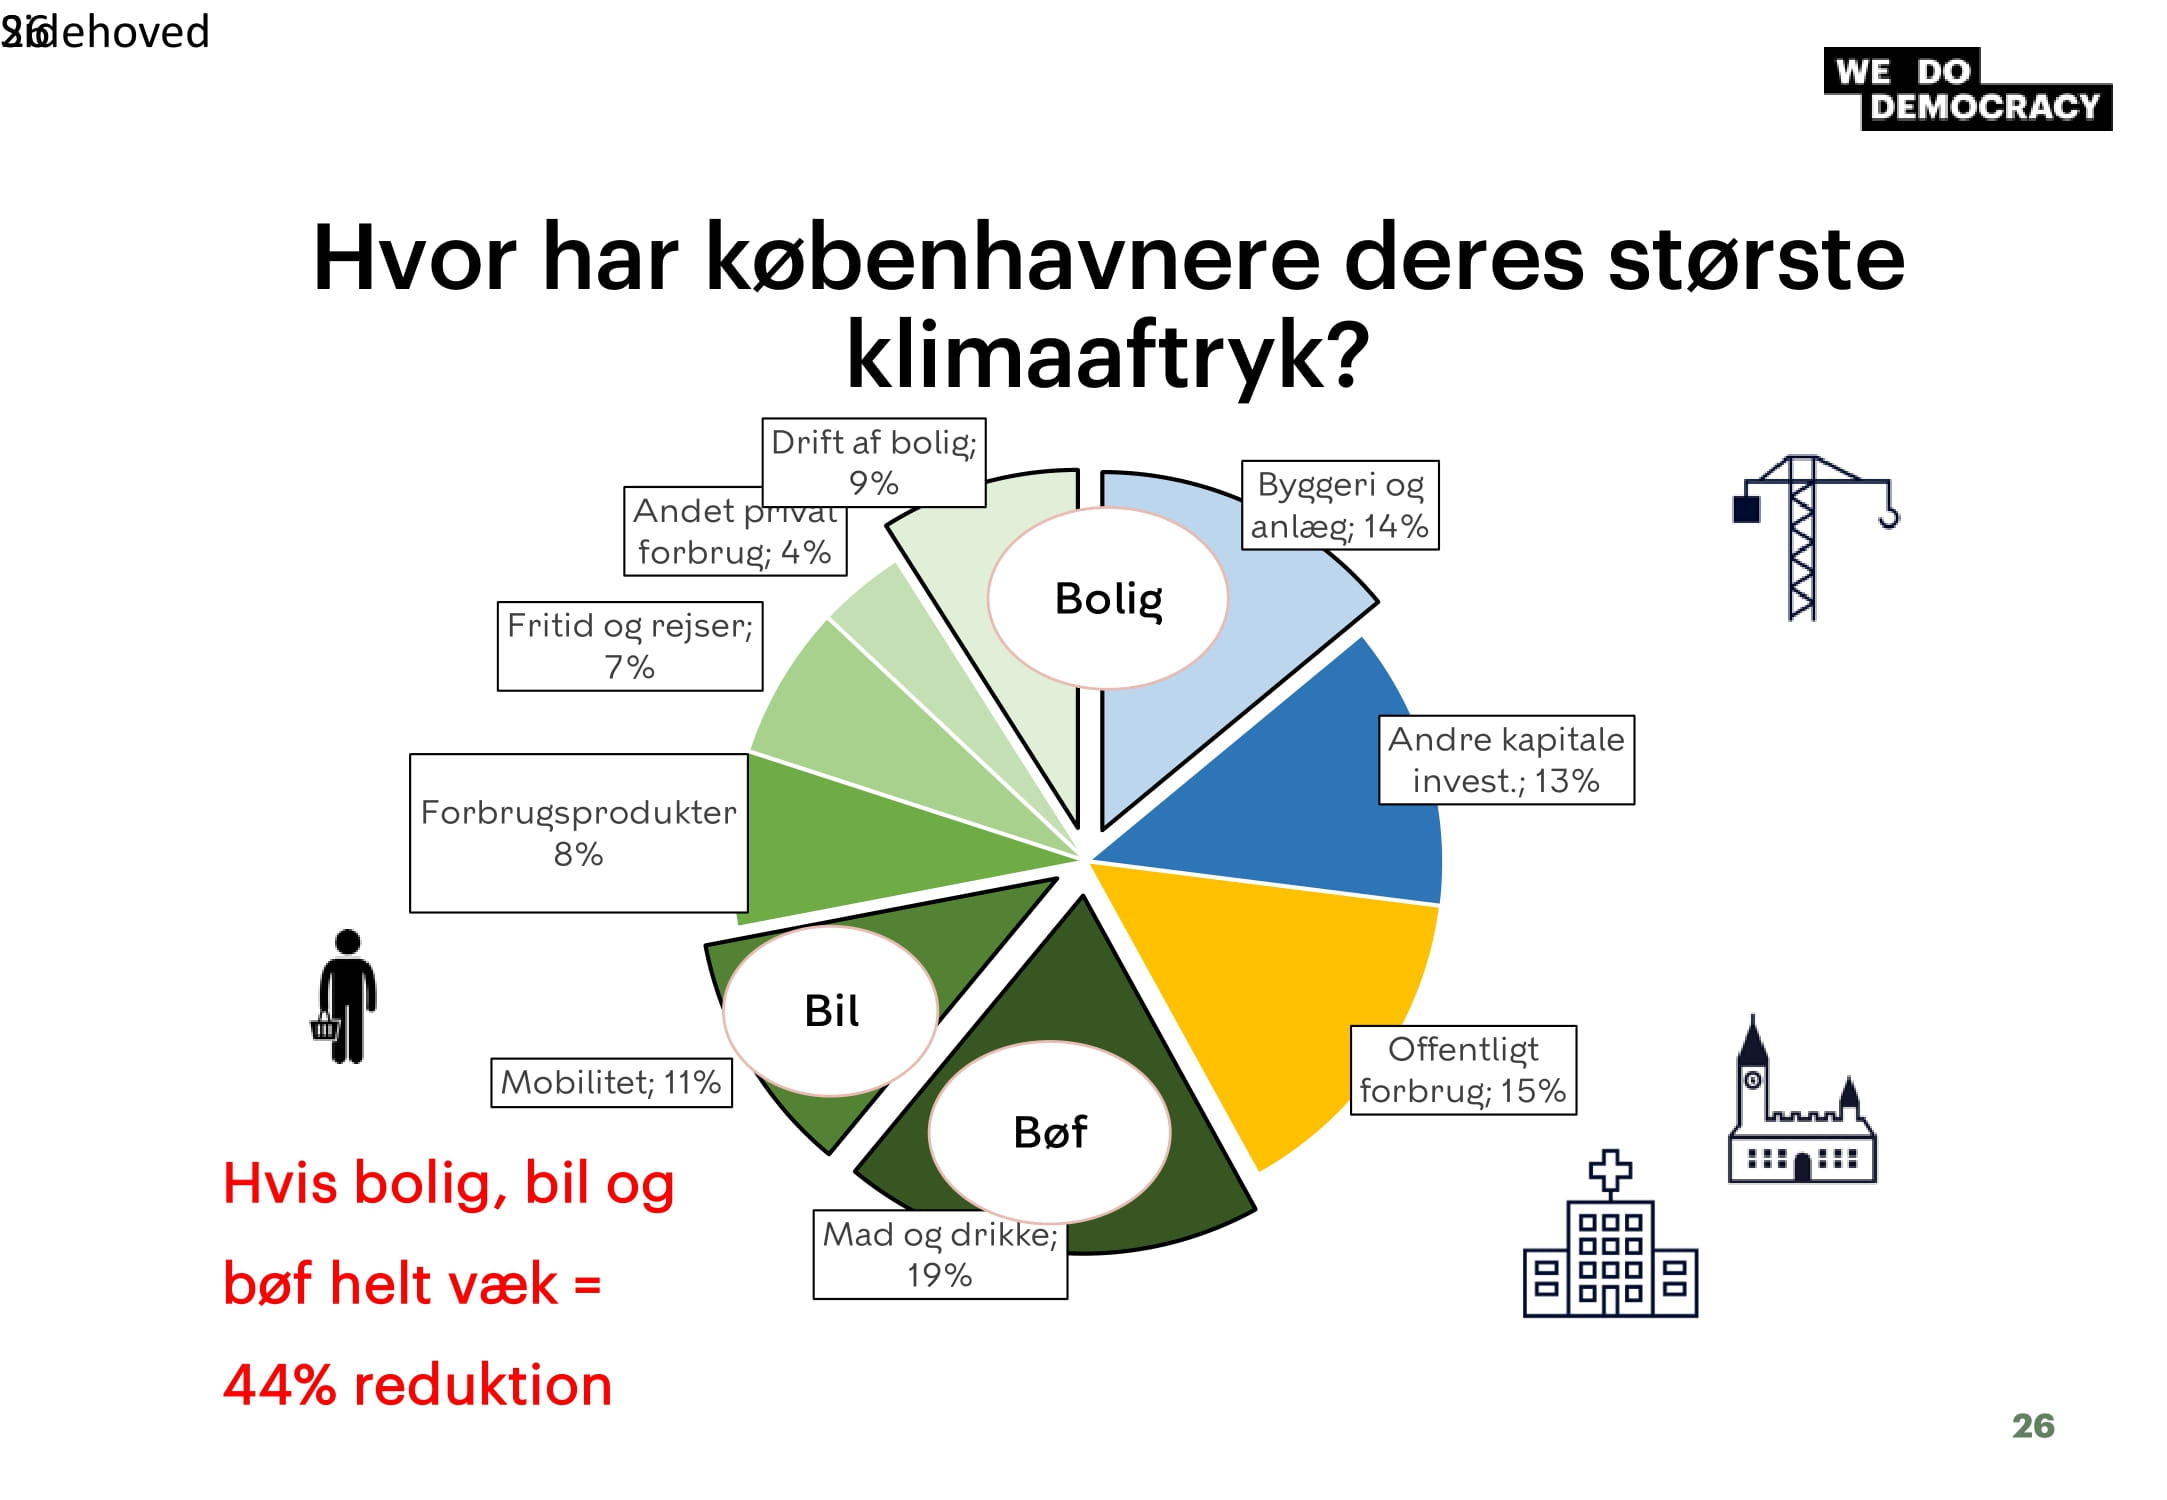 Sidehoved
26
WE DO
DEMOCRACY
Hvor har københavnere deres største
klimaaftryk?
Drift af bolig;
9%
Byggeri og
anlæg; 14%
Andet privat
forbrug; 4%
Bolig
Fritid og rejser;
7%
Andre kapitale
invest.; 13%
Forbrugsprodukter
8%
Bil
Offentligt
forbrug; 15%
Mobilitet; 11%
Bøf
Mad og drikke;
19%
Hvis bolig, bil og
bøf helt væk =
44% reduktion
26